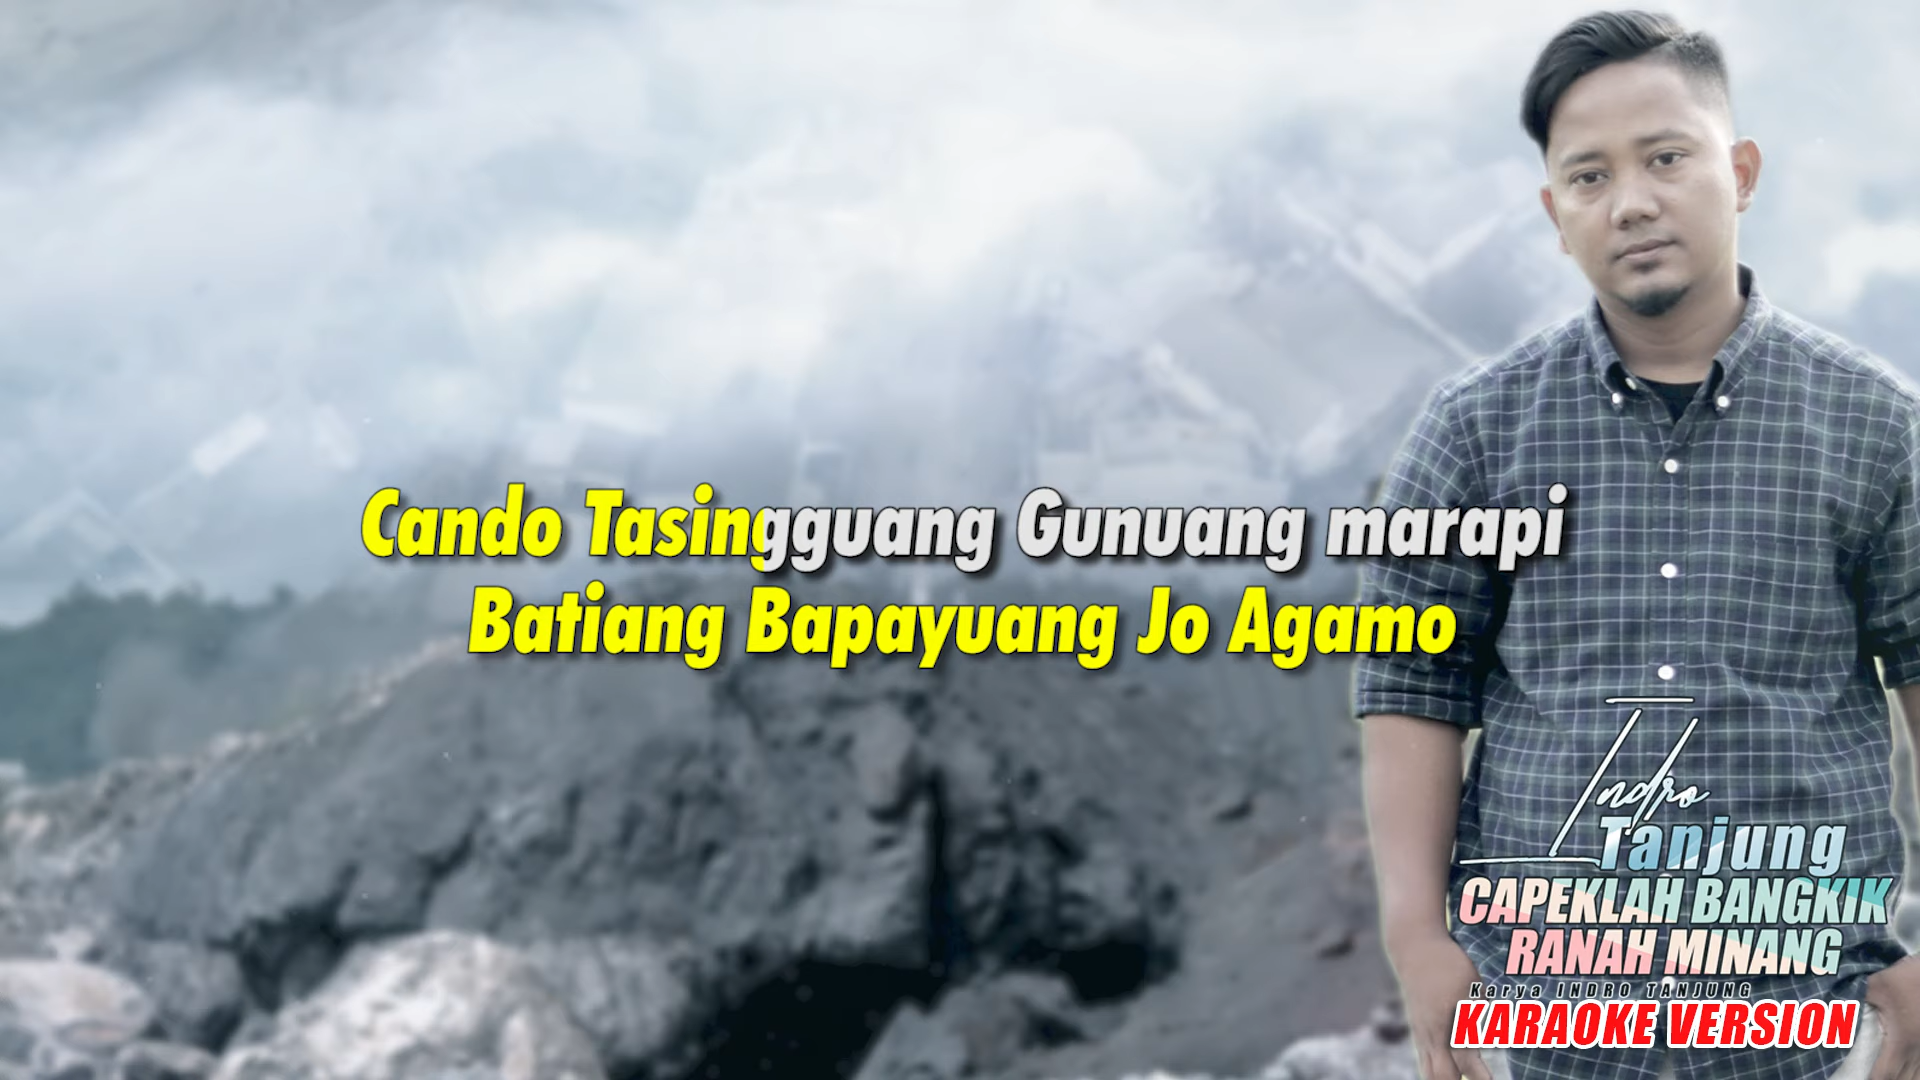 Cando Tasingguang Gunuang marapi
Batiang Bapayuang Jo Agamo
Indro
Tanjung
CAPEKLAH BANGKIK
RANAH MINANG
Karya INDRO TANJUNG
KARAOKE VERSION